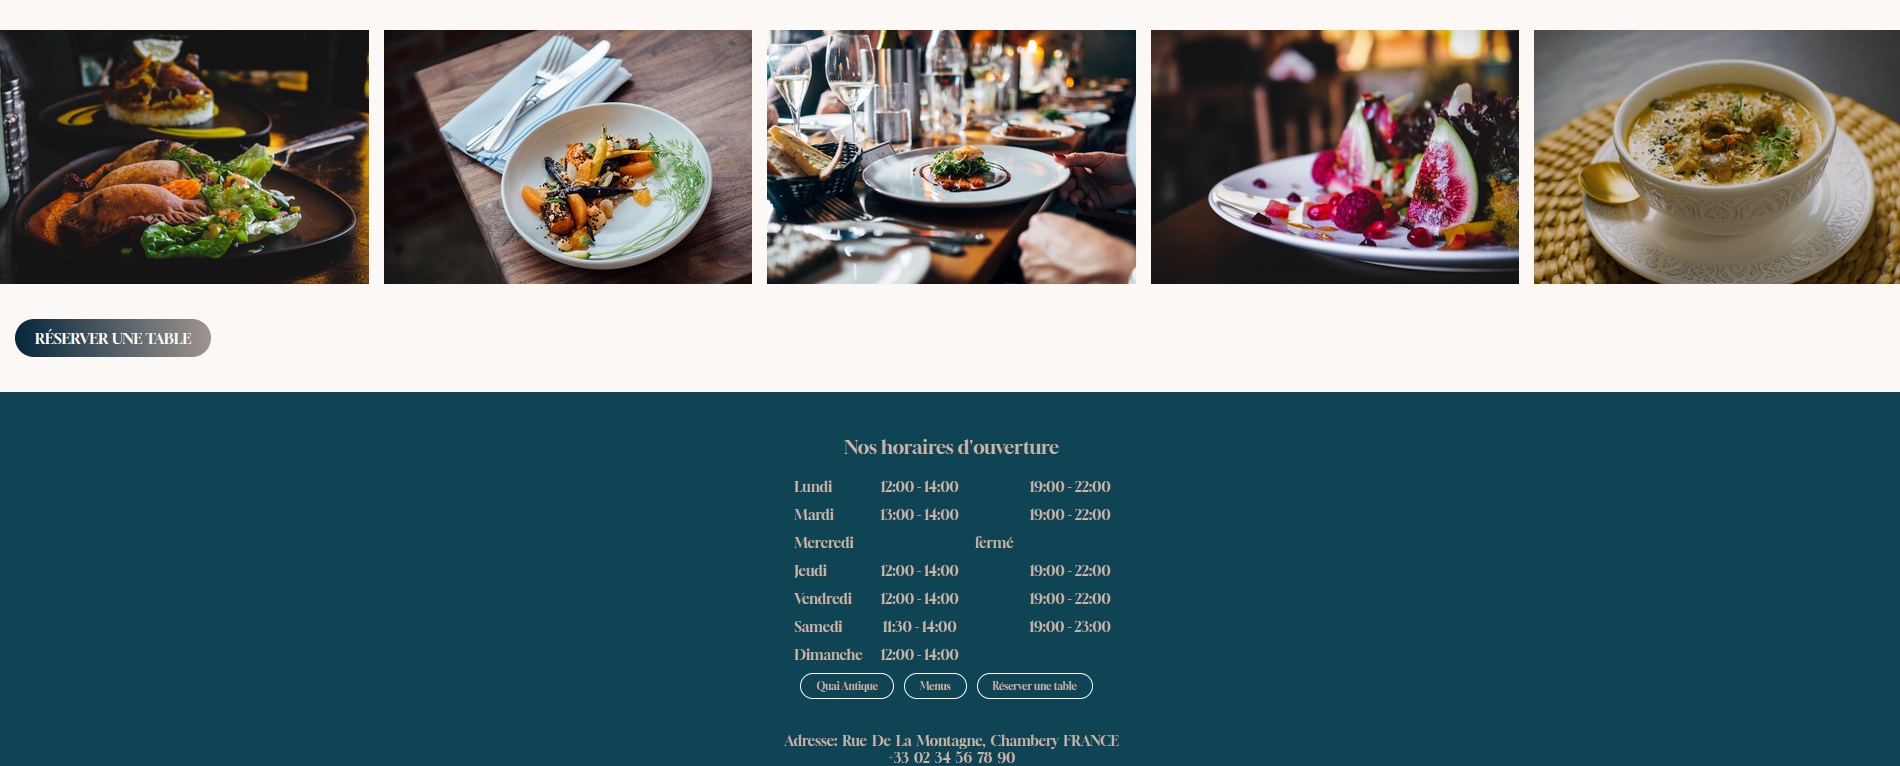 RÉSERVER UNE TABLE
Nos horaires d'ouverture
Lundi 12:00 - 14:00 19:00 - 22:00
Mardi 13:00 - 14:00 19:00 - 22:00
Mercredi fermé
Jeudi 12:00 - 14:00 19:00 - 22:00
Vendredi 12:00 - 14:00 19:00 - 22:00
Samedi 11:30 - 14:00 19:00 - 23:00
Dimanche 12:00 - 14:00
Quai Antique Menus Réserver une table
Adresse: Rue De La Montagne, Chambery FRANCE
+33 02 34 56 78 90